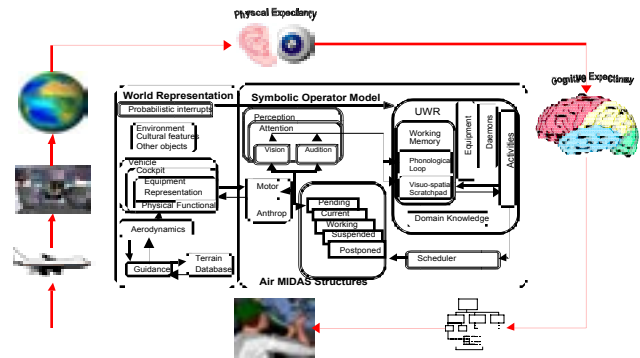 Physical Expectancy
Cognitive Expectancy
World Representation
Symbolic Operator Model
Probabilistic interrupts
Environment
Cultural features
Other objects
Vehicle
Cockpit
Equipment
Representation
Physical Functional
Aerodynamics
Guidance
Terrain
Database
Perception
Attention
Vision
Audition
Motor
Anthrop
Pending
Current
Working
Suspended
Postponed
UWR
Working
Memory
Phonological
Loop
Visuo-spatial
Scratchpad
Domain Knowledge
Equipment
Daemons
Activities
Scheduler
Air MIDAS Structures